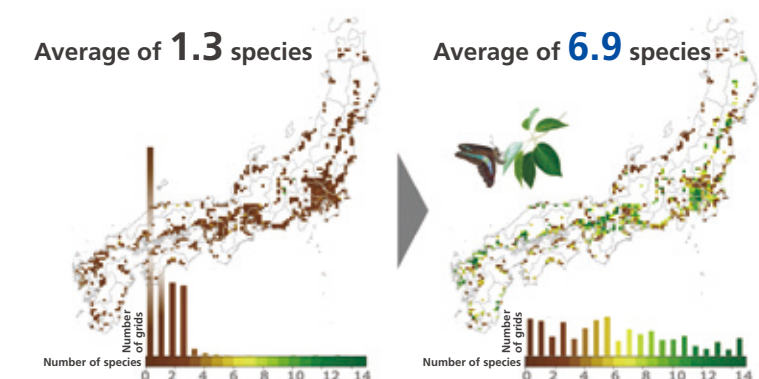 Average of 1.3 species
Number
of grids
Number of species
0 2 4 6 8 10 12 14
Average of 6.9 species
Number
of grids
Number of species
0 2 4 6 8 10 12 14